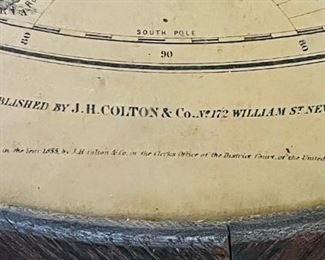 SOUTH POLE
80 90 80
BLISHED BY J.H. COLTON & Co. No. 172 WILLIAM ST. NEW
in the Year 1855, by J.H. Colton & Co. in the Clerks Office of the District Court, of the United